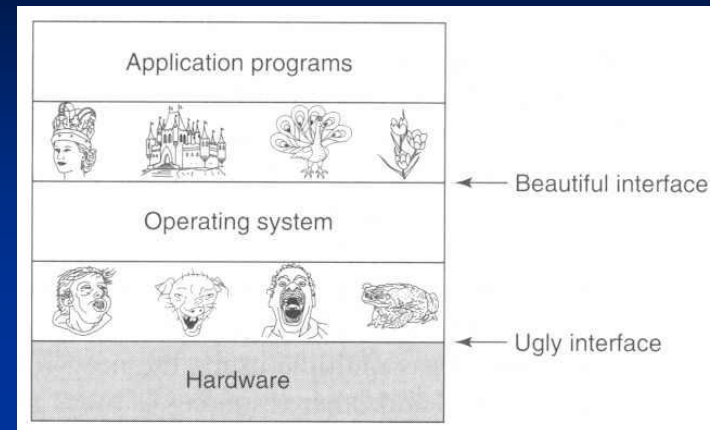 Application programs
Beautiful interface
Operating system
Ugly interface
Hardware